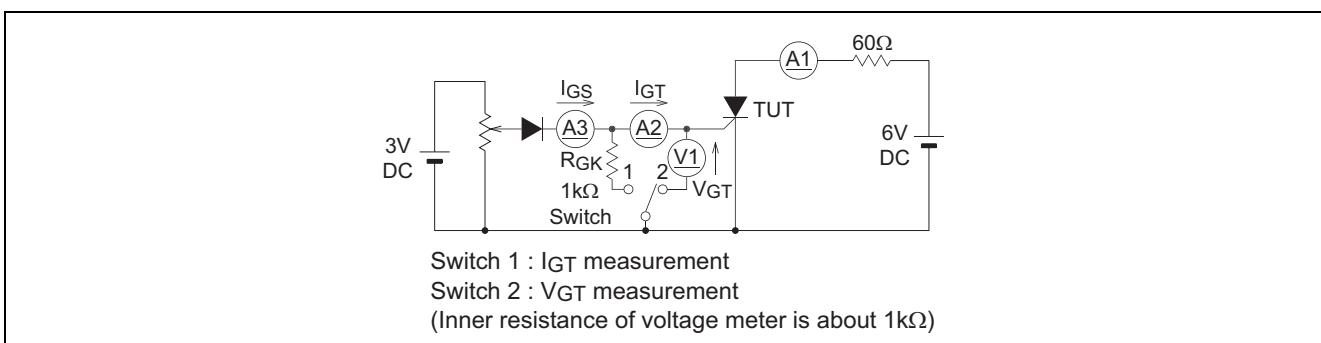 60Ω
A1
IGS
IGT
TUT
A3
A2
3V
DC
6V
DC
RGK
1
2
V1
VGT
1kΩ
Switch
Switch 1 : IGT measurement
Switch 2 : VGT measurement
(Inner resistance of voltage meter is about 1kΩ)